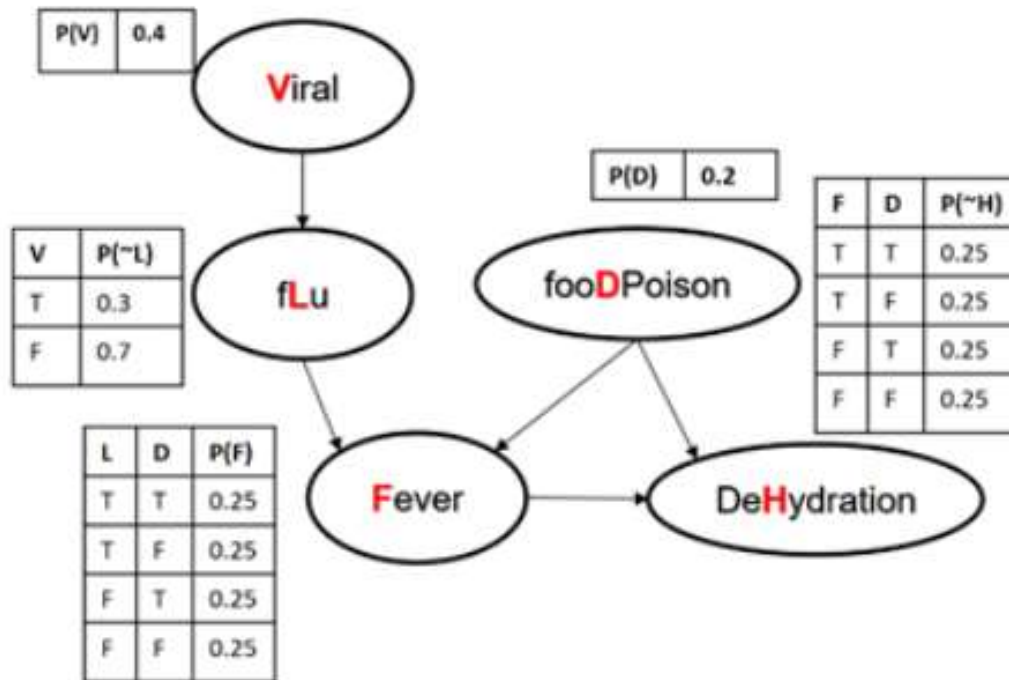 P(V) 0.4
Viral
P(D) 0.2
F D P(~H)
T T 0.25
T F 0.25
F T 0.25
F F 0.25
V P(~L)
T 0.3
F 0.7
fLu
fooDPoison
L D P(F)
T T 0.25
T F 0.25
F T 0.25
F F 0.25
Fever
DeHydration